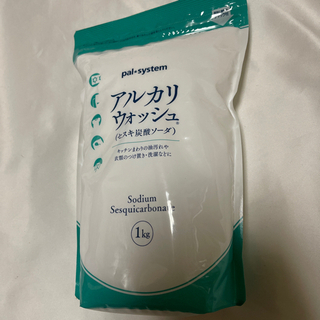 pal•system
アルカリ
ウォッシュ®
(セスキ炭酸ソーダ)
キッチンまわりの油汚れや
衣類のつけ置き・洗濯などに
Sodium
Sesquicarbonate
1kg